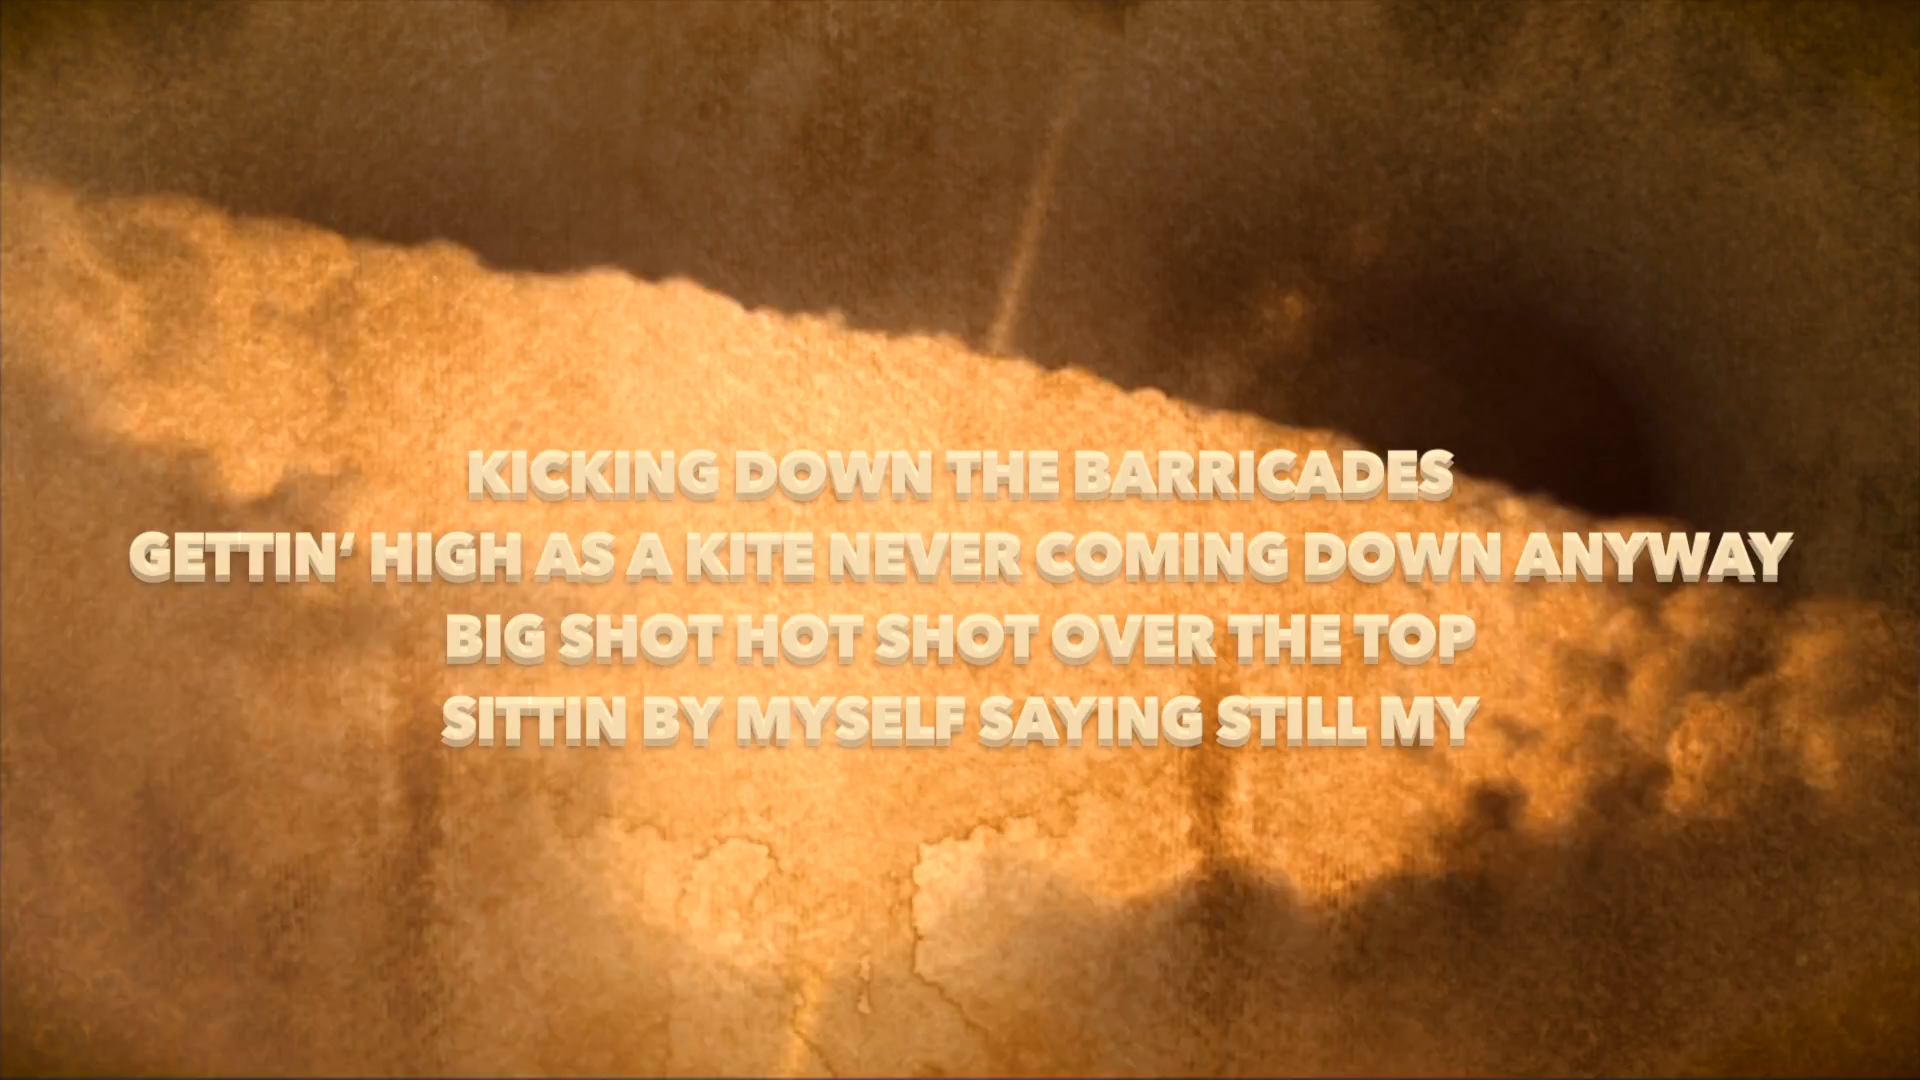 KICKING DOWN THE BARRICADES
GETTIN‘ HIGH AS A KITE NEVER COMING DOWN ANYWAY
BIG SHOT HOT SHOT OVER THE TOP
SITTIN BY MYSELF SAYING STILL MY